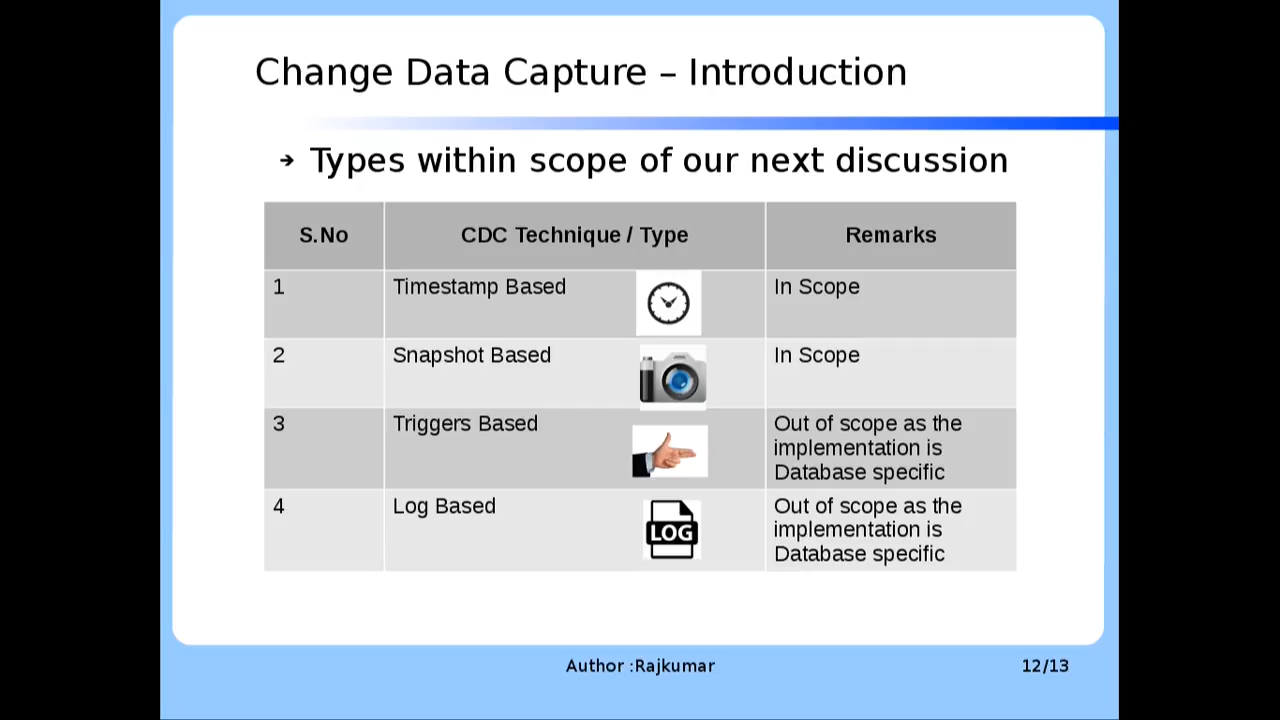 Change Data Capture – Introduction
➔ Types within scope of our next discussion
S.No CDC Technique / Type Remarks
1 Timestamp Based In Scope
2 Snapshot Based In Scope
3 Triggers Based Out of scope as the
implementation is
Database specific
4 Log Based LOG Out of scope as the
implementation is
Database specific
Author :Rajkumar 12/13